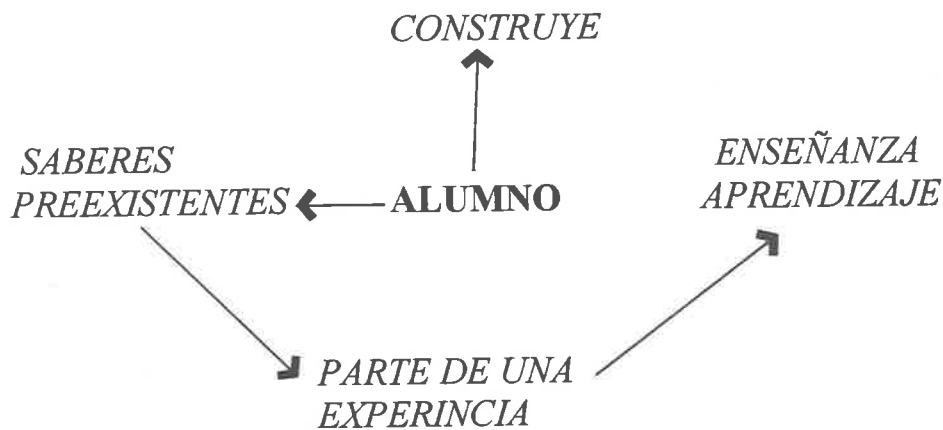 CONSTRUYE
SABERES
PREEXISTENTES
ALUMNO
ENSEÑANZA
APRENDIZAJE
PARTE DE UNA
EXPERINCIA